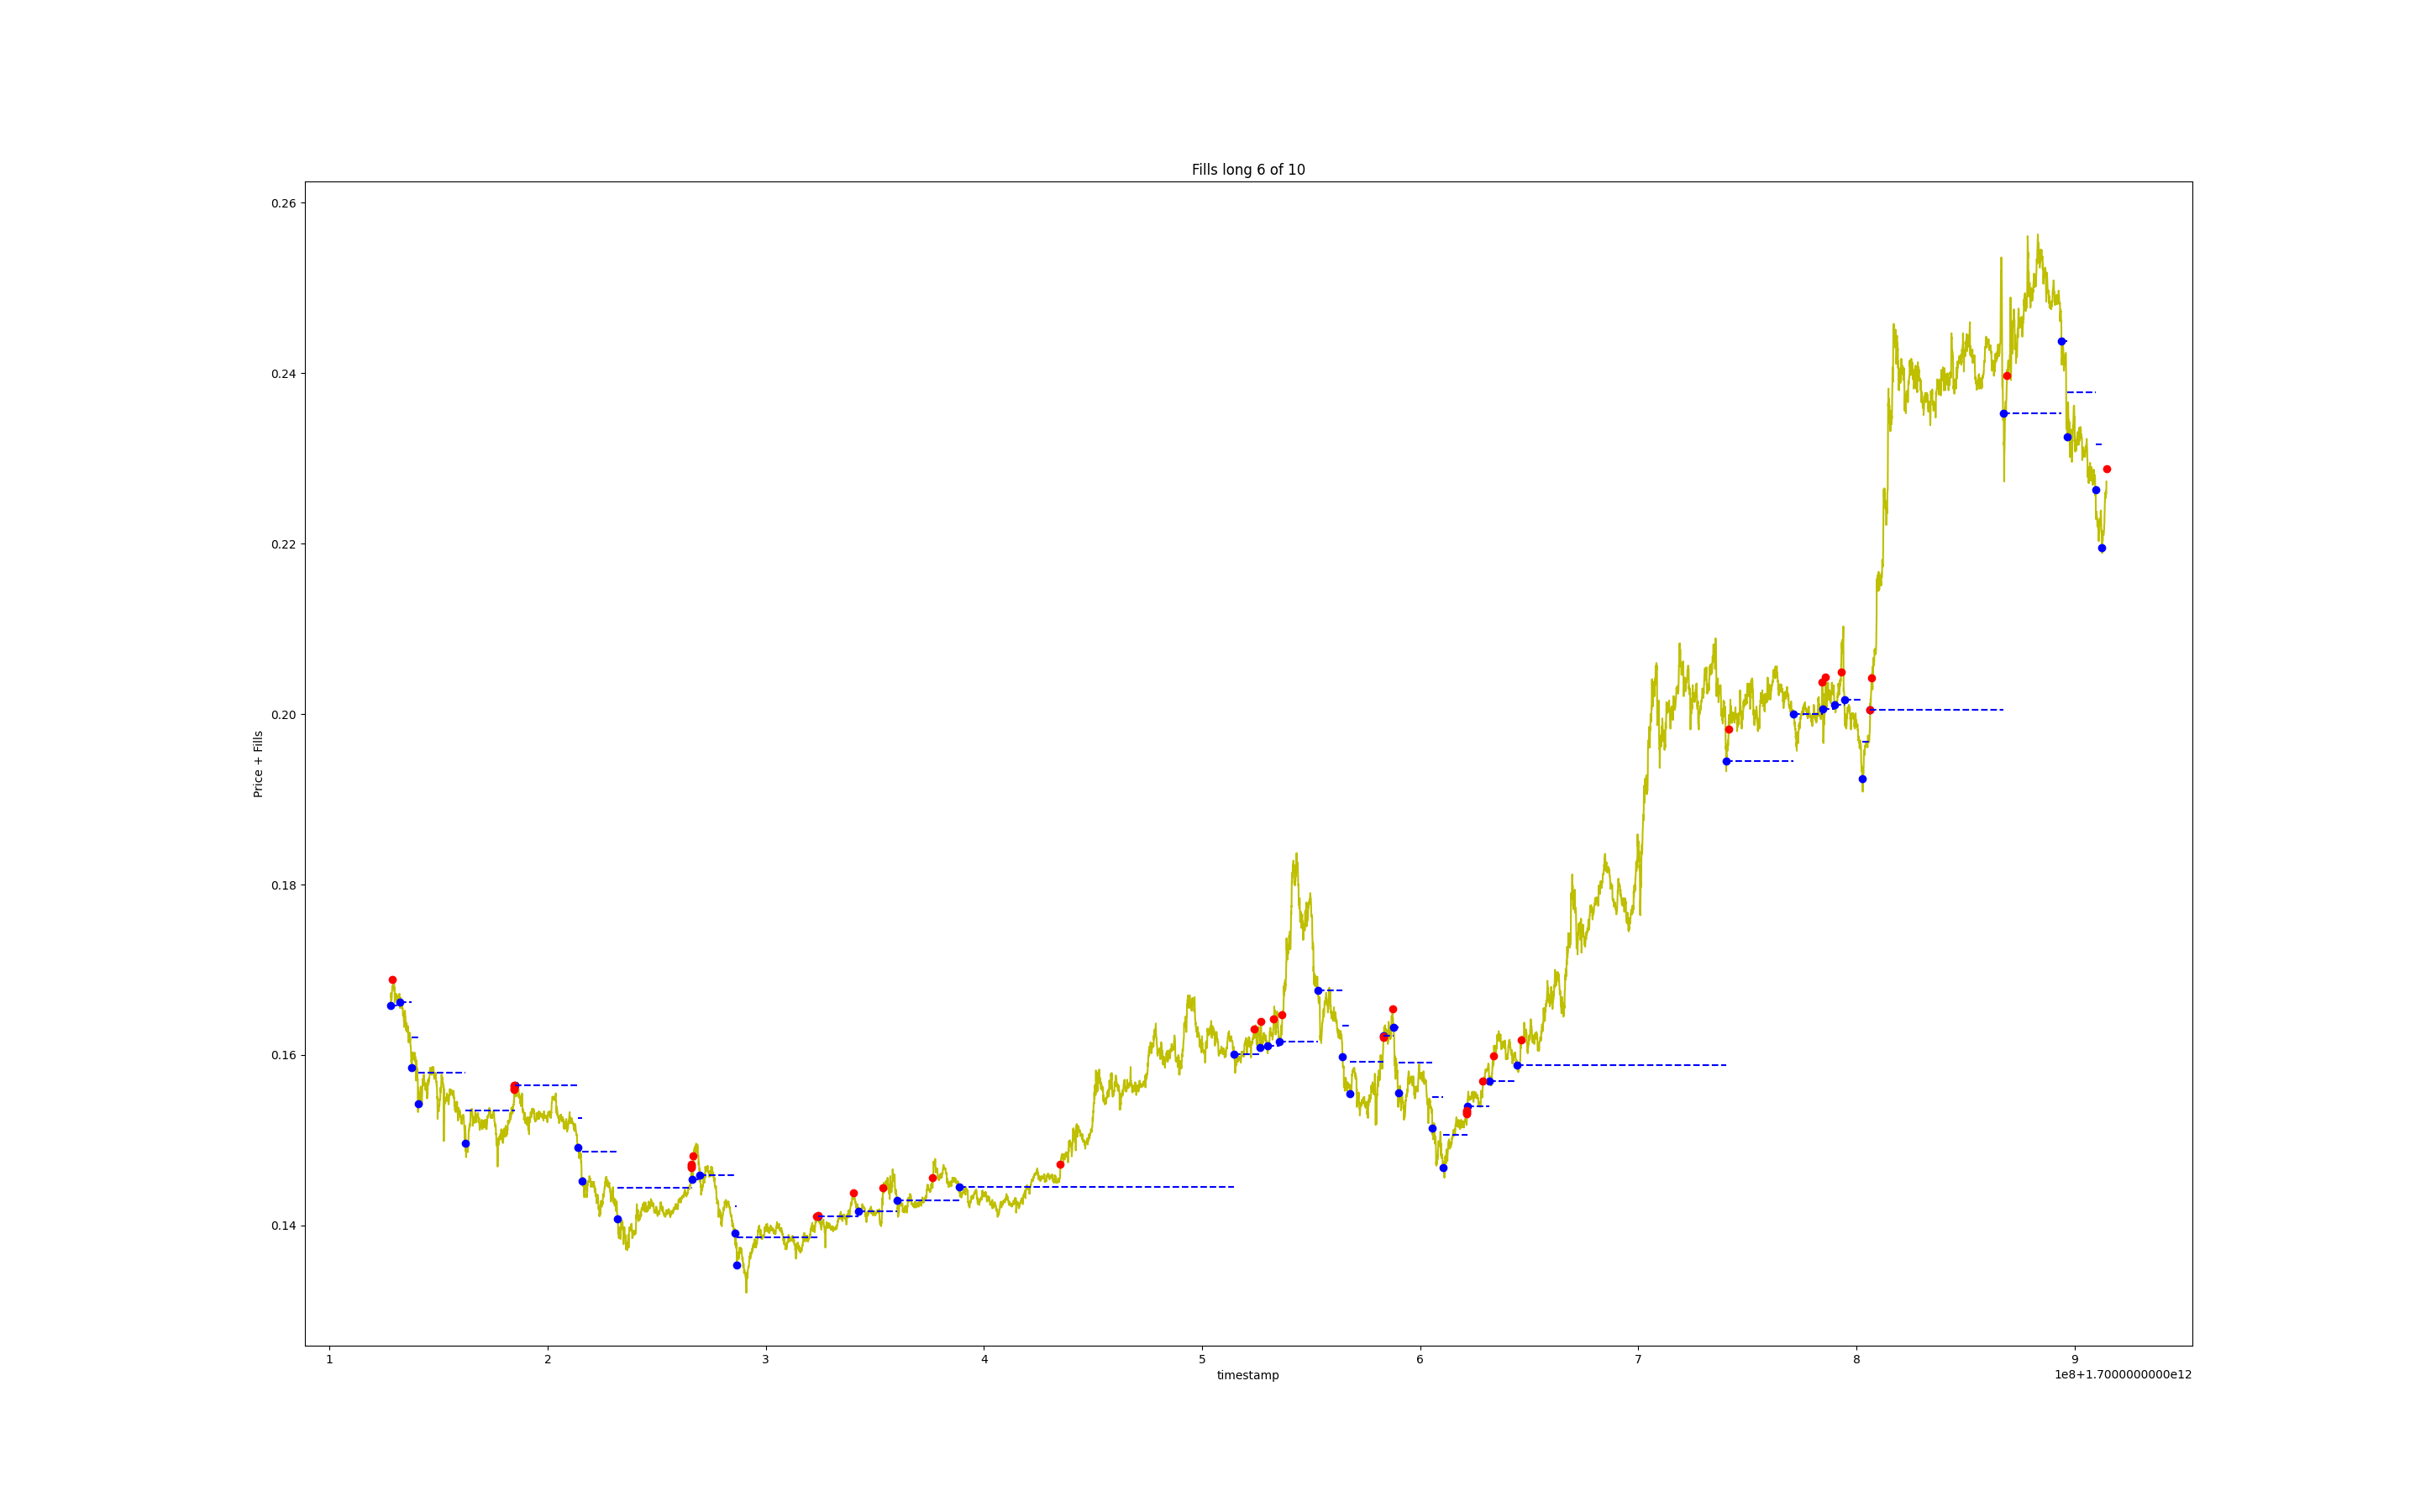 Fills long 6 of 10
Price + Fills
0.26
0.24
0.22
0.20
0.18
0.16
0.14
1 2 3 4 5 6 7 8 9
timestamp
1e8+1.7000000000e12